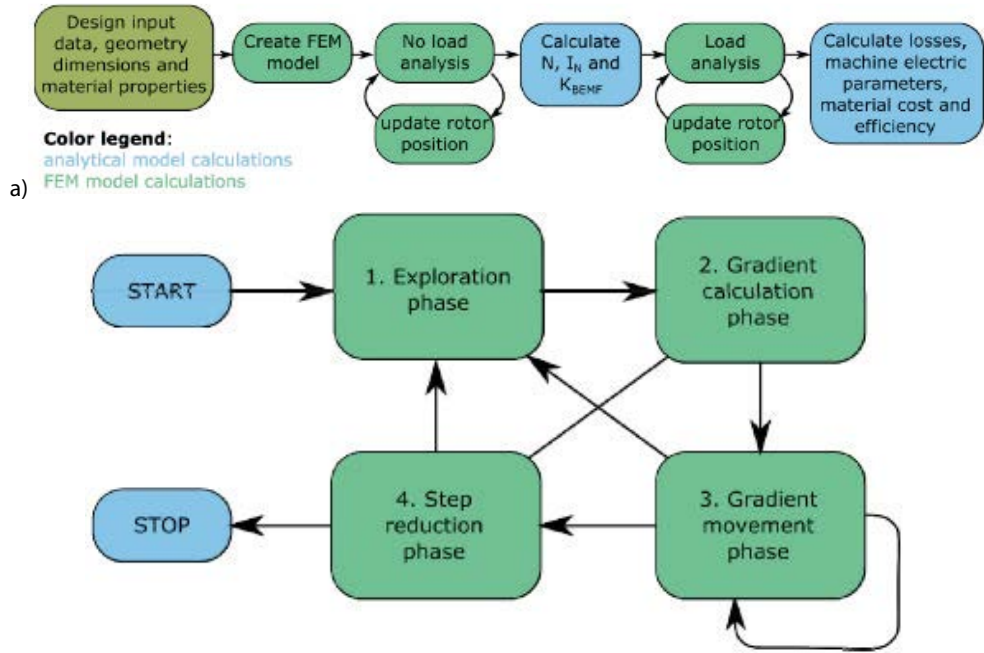 Design input
data, geometry
dimensions and
material properties
Create FEM
model
No load
analysis
update rotor
position
Calculate
N, I_N and
K_BEMF
Load
analysis
update rotor
position
Calculate losses,
machine electric
parameters,
material cost and
efficiency
Color legend:
analytical model calculations
FEM model calculations
a)
START
1. Exploration
phase
2. Gradient
calculation
phase
STOP
4. Step
reduction
phase
3. Gradient
movement
phase